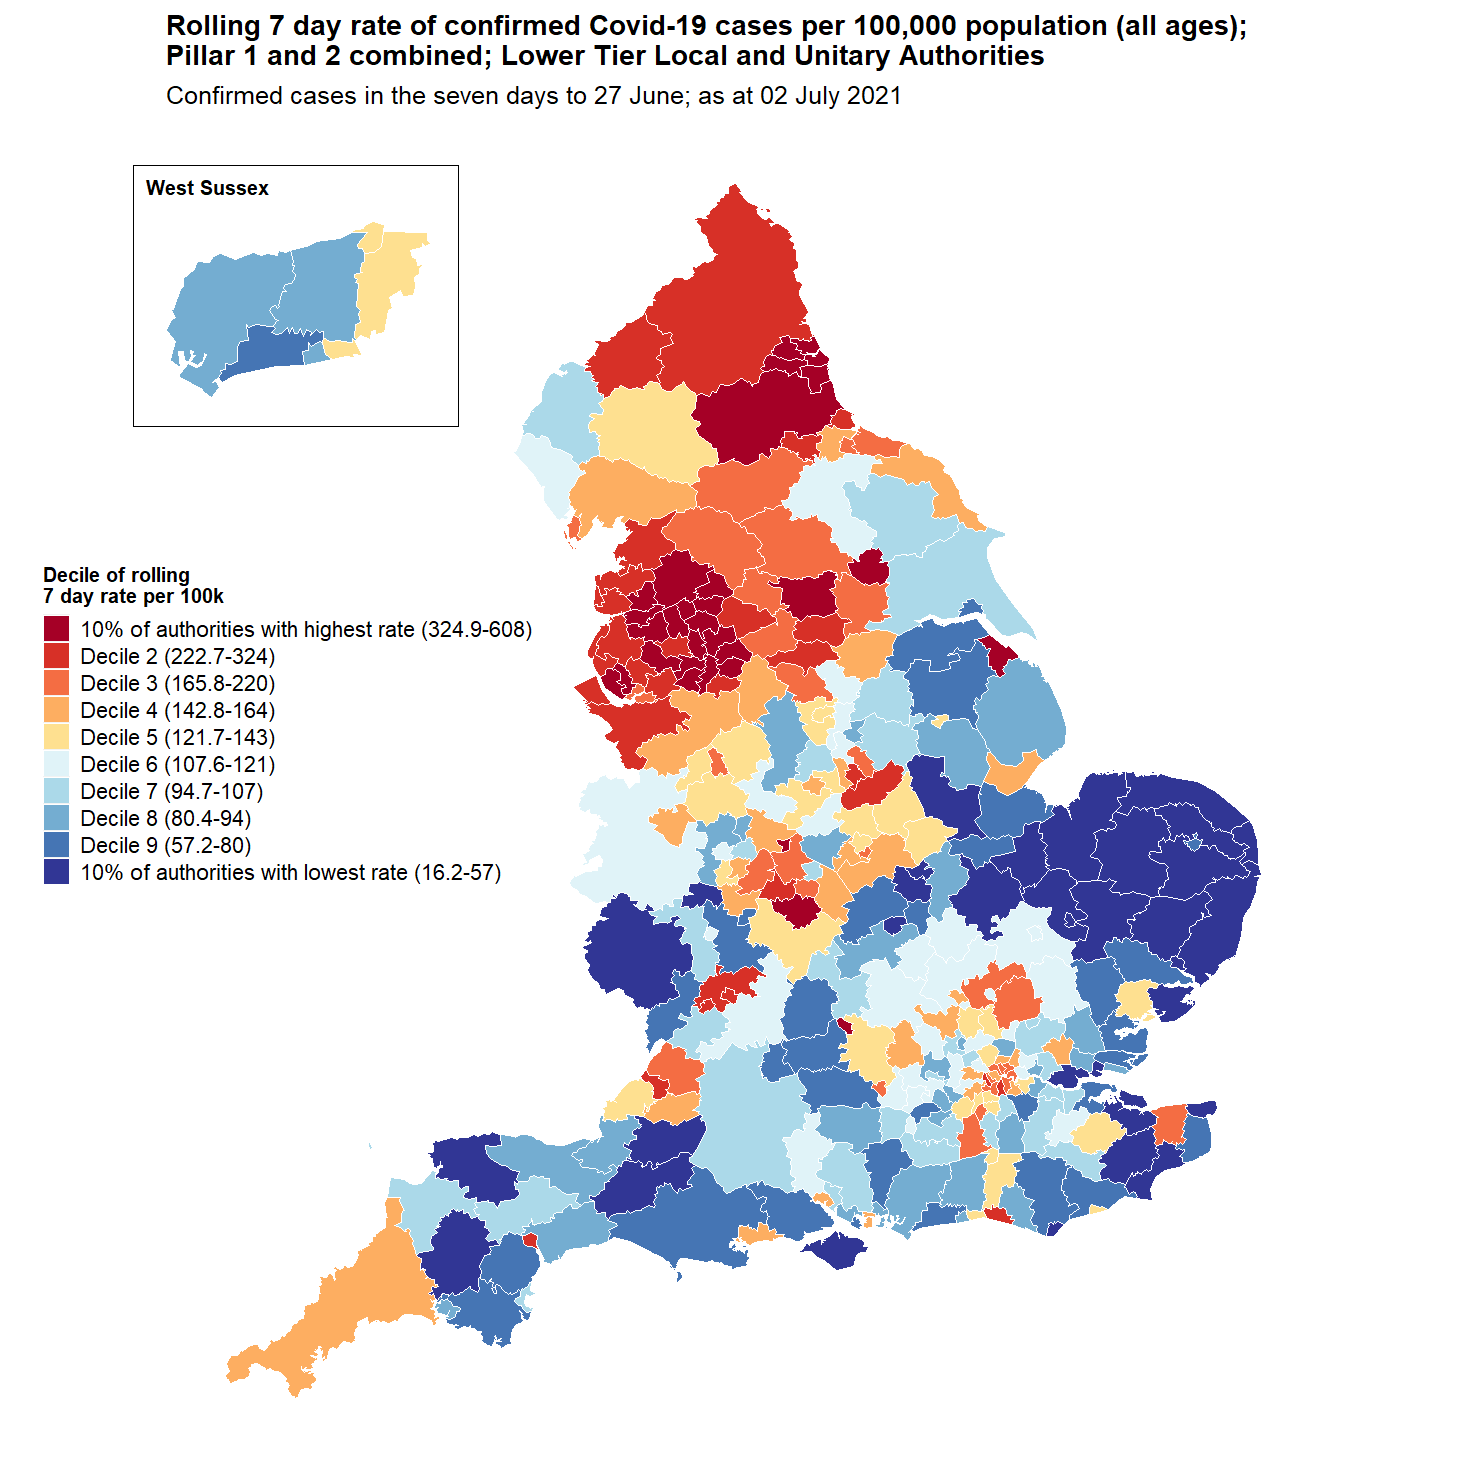 Rolling 7 day rate of confirmed Covid-19 cases per 100,000 population (all ages);
Pillar 1 and 2 combined; Lower Tier Local and Unitary Authorities
Confirmed cases in the seven days to 27 June; as at 02 July 2021
West Sussex
Decile of rolling
7 day rate per 100k
10% of authorities with highest rate (324.9-608)
Decile 2 (222.7-324)
Decile 3 (165.8-220)
Decile 4 (142.8-164)
Decile 5 (121.7-143)
Decile 6 (107.6-121)
Decile 7 (94.7-107)
Decile 8 (80.4-94)
Decile 9 (57.2-80)
10% of authorities with lowest rate (16.2-57)